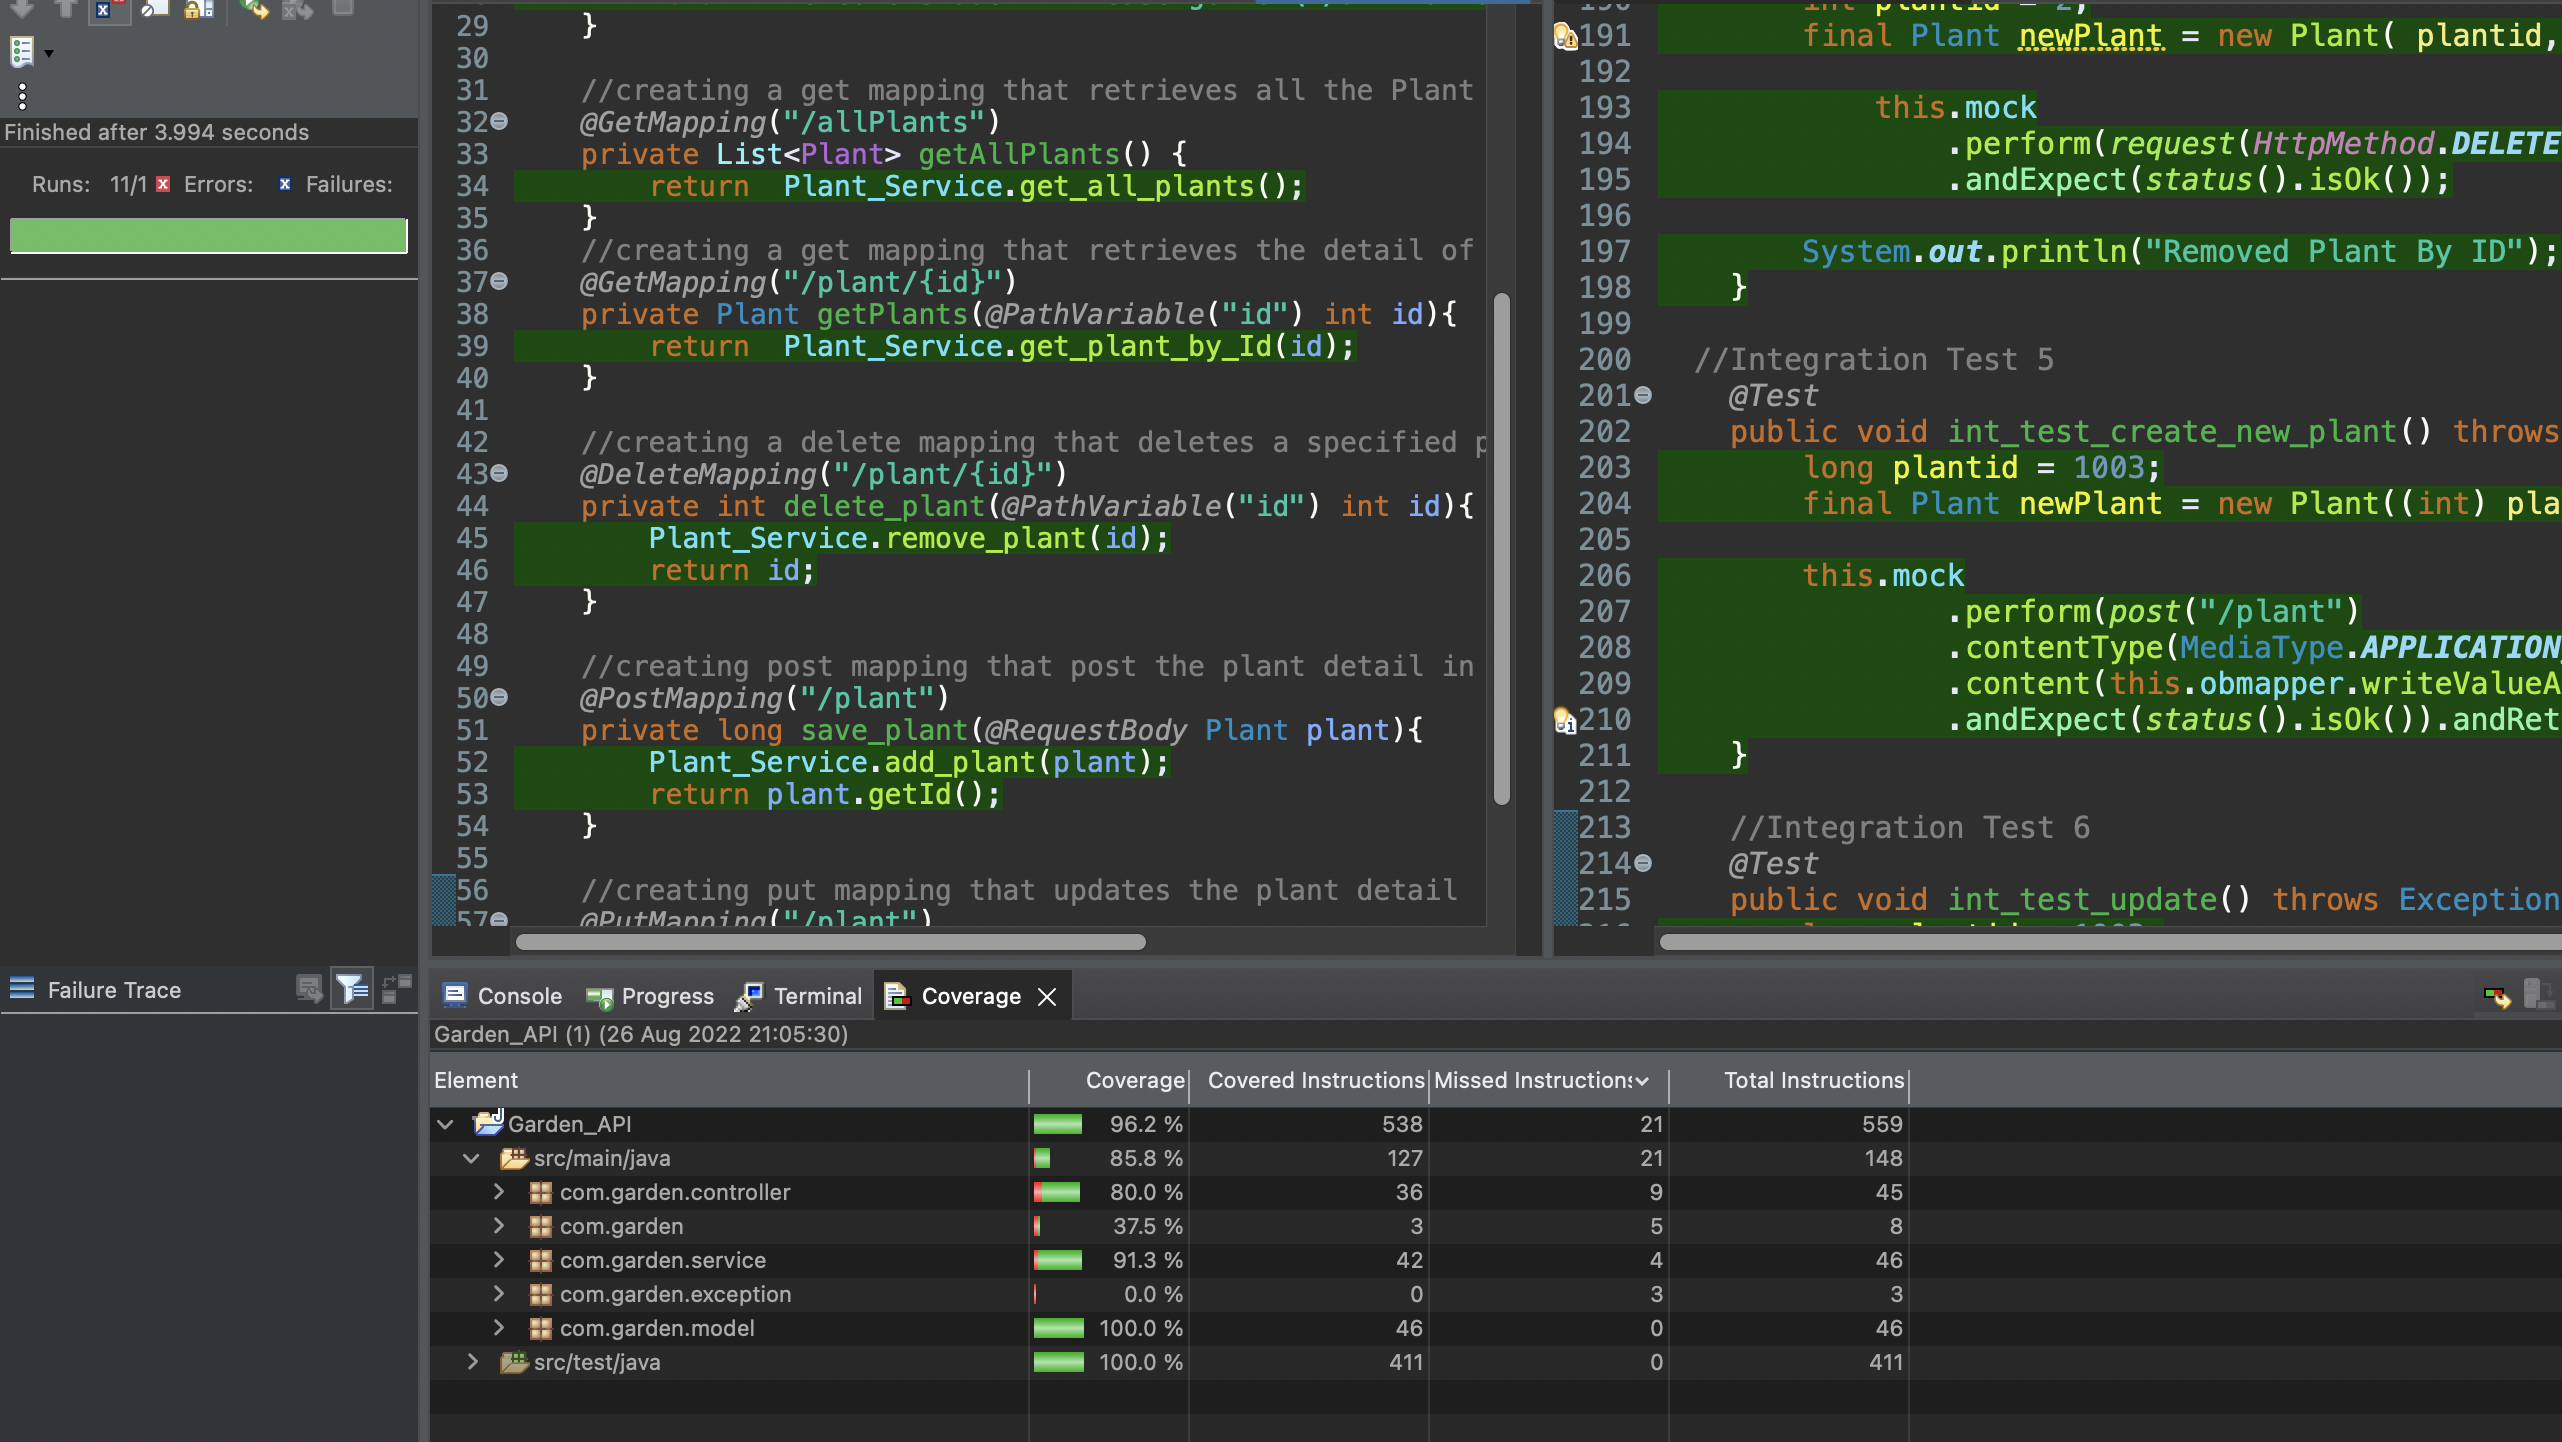 Finished after 3.994 seconds
Runs: 11/1 Errors: Failures:
Failure Trace
29 }
30
31 //creating a get mapping that retrieves all the Plant
32 @GetMapping("/allPlants")
33 private List<Plant> getAllPlants() {
34 return Plant_Service.get_all_plants();
35 }
36 //creating a get mapping that retrieves the detail of
37 @GetMapping("/plant/{id}")
38 private Plant getPlants(@PathVariable("id") int id){
39 return Plant_Service.get_plant_by_Id(id);
40 }
41
42 //creating a delete mapping that deletes a specified p
43 @DeleteMapping("/plant/{id}")
44 private int delete_plant(@PathVariable("id") int id){
45 Plant_Service.remove_plant(id);
46 return id;
47 }
48
49 //creating post mapping that post the plant detail in
50 @PostMapping("/plant")
51 private long save_plant(@RequestBody Plant plant){
52 Plant_Service.add_plant(plant);
53 return plant.getId();
54 }
55
56 //creating put mapping that updates the plant detail
57 @PutMapping("/plant")
190 int plantid = 2;
191 final Plant newPlant = new Plant( plantid,
192
193 this.mock
194 .perform(request(HttpMethod.DELETE
195 .andExpect(status().isOk());
196
197 System.out.println("Removed Plant By ID");
198 }
199
200 //Integration Test 5
201 @Test
202 public void int_test_create_new_plant() throws
203 long plantid = 1003;
204 final Plant newPlant = new Plant((int) pla
205
206 this.mock
207 .perform(post("/plant")
208 .contentType(MediaType.APPLICATION_
209 .content(this.obmapper.writeValueA
210 .andExpect(status().isOk()).andRet
211 }
212
213 //Integration Test 6
214 @Test
215 public void int_test_update() throws Exception
Console Progress Terminal Coverage
Garden_API (1) (26 Aug 2022 21:05:30)
Element Coverage Covered Instructions Missed Instructions Total Instructions
Garden_API 96.2 % 538 21 559
src/main/java 85.8 % 127 21 148
com.garden.controller 80.0 % 36 9 45
com.garden 37.5 % 3 5 8
com.garden.service 91.3 % 42 4 46
com.garden.exception 0.0 % 0 3 3
com.garden.model 100.0 % 46 0 46
src/test/java 100.0 % 411 0 411